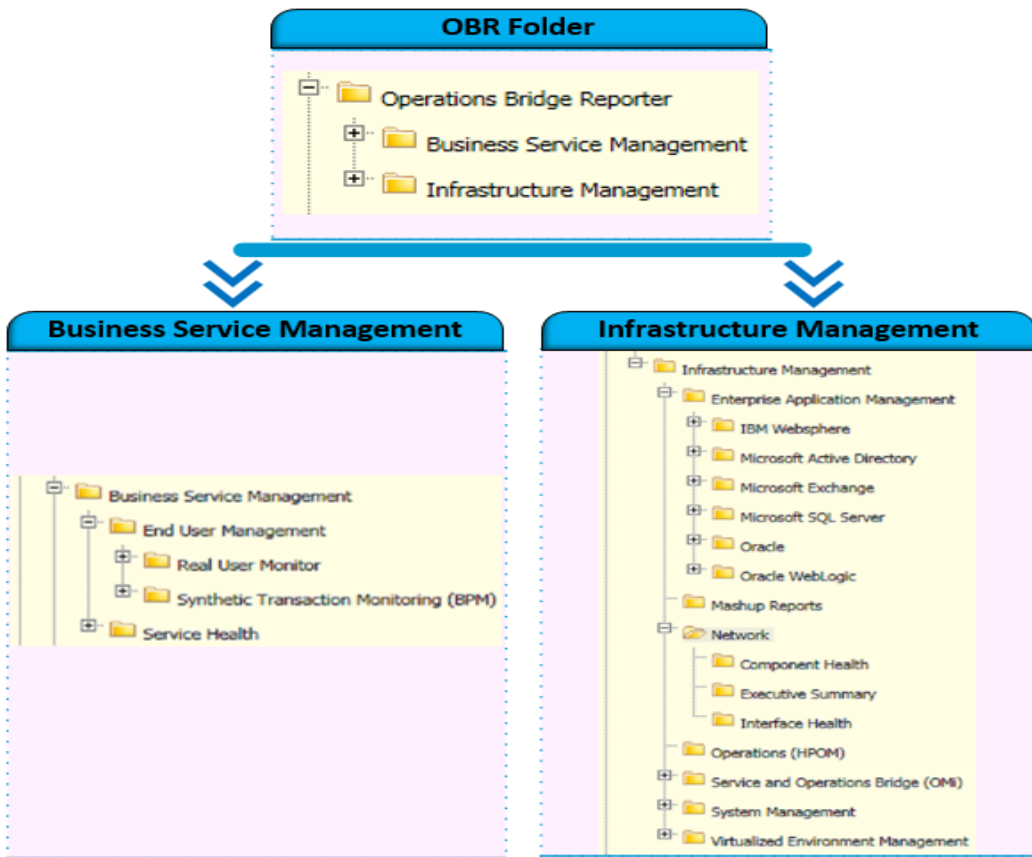 OBR Folder
Operations Bridge Reporter
Business Service Management
Infrastructure Management
Business Service Management
Business Service Management
End User Management
Real User Monitor
Synthetic Transaction Monitoring (BPM)
Service Health
Infrastructure Management
Infrastructure Management
Enterprise Application Management
IBM Websphere
Microsoft Active Directory
Microsoft Exchange
Microsoft SQL Server
Oracle
Oracle WebLogic
Mashup Reports
Network
Component Health
Executive Summary
Interface Health
Operations (HPOM)
Service and Operations Bridge (OMi)
System Management
Virtualized Environment Management